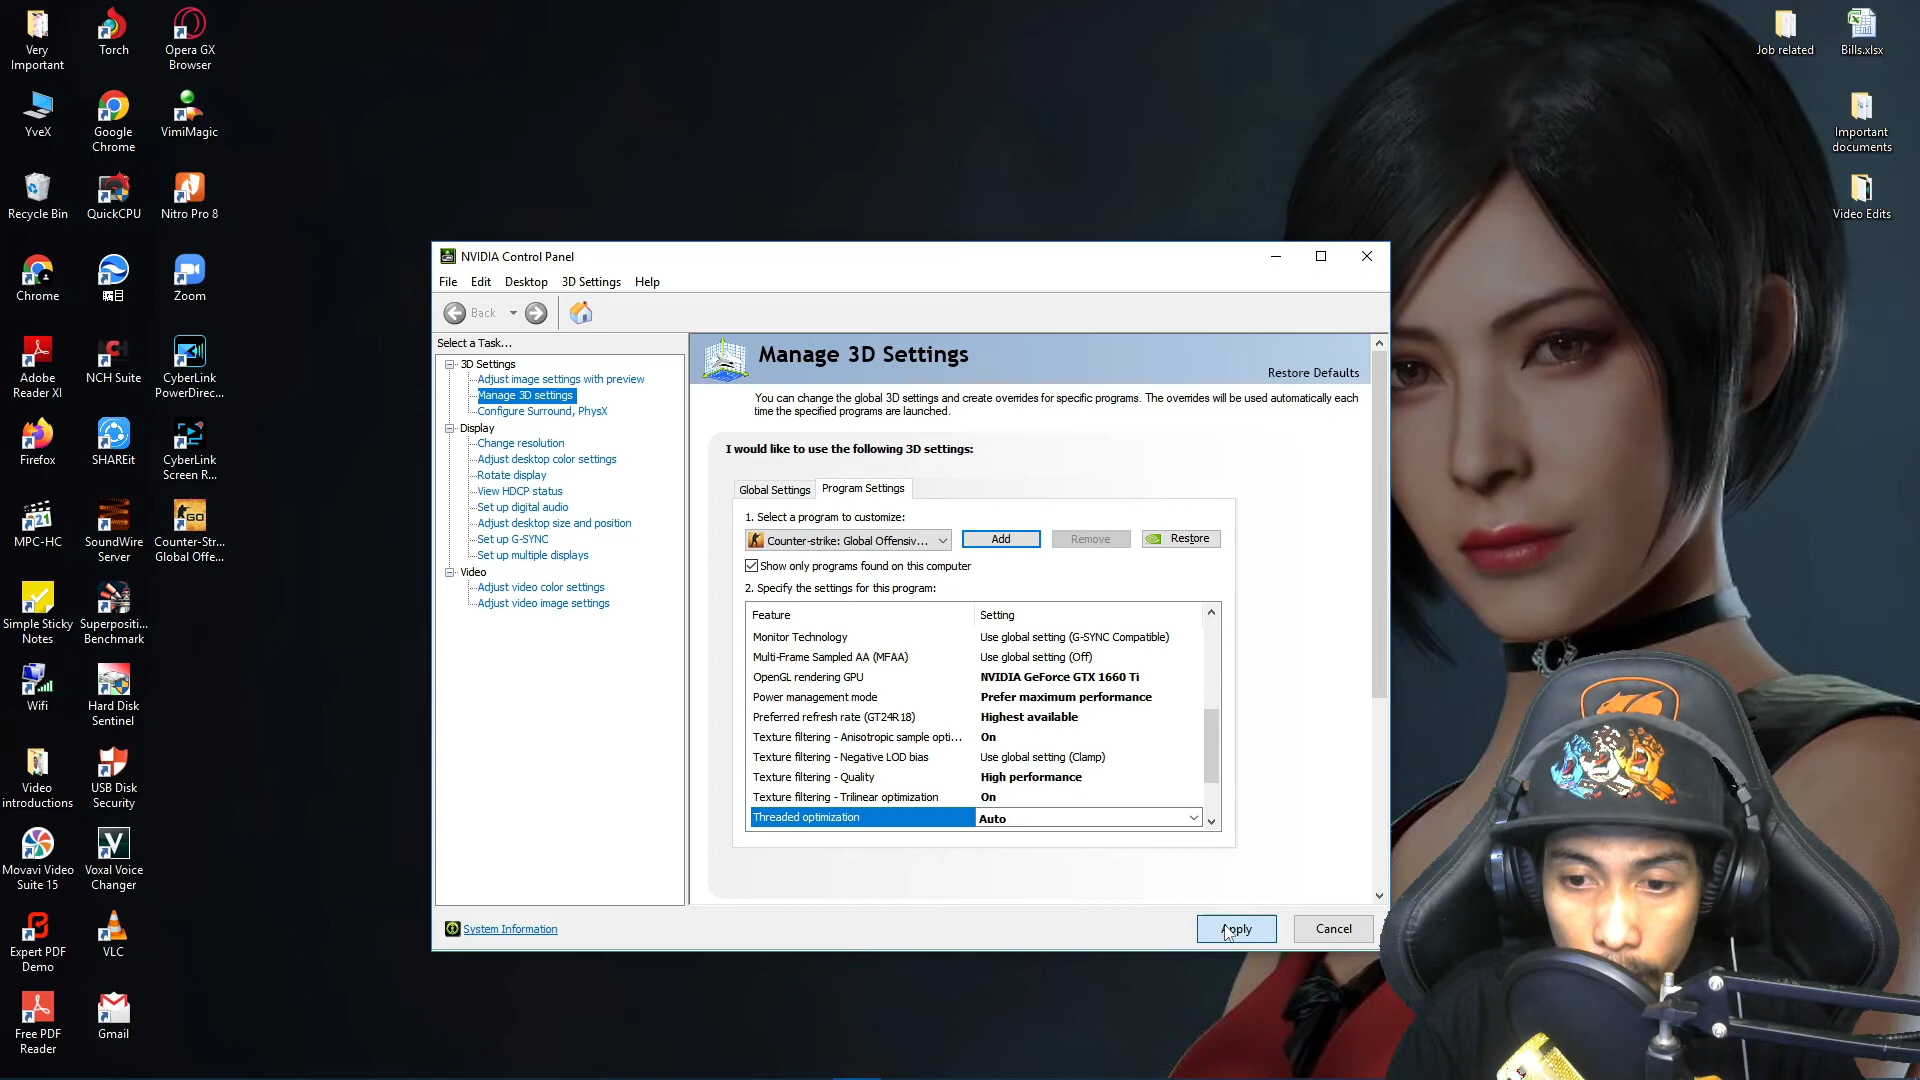 Very
Important
Torch
Opera GX
Browser
YveX
Google
Chrome
VimiMagic
Recycle Bin
QuickCPU
Nitro Pro 8
Chrome
Zoom
Adobe
Reader XI
NCH Suite
CyberLink
PowerDirec...
Firefox
SHAREit
CyberLink
Screen R...
MPC-HC
SoundWire
Server
Counter-Str...
Global Offe...
Simple Sticky
Notes
Superpositi...
Benchmark
Wifi
Hard Disk
Sentinel
Video
introductions
USB Disk
Security
Movavi Video
Suite 15
Voxal Voice
Changer
Expert PDF
Demo
VLC
Free PDF
Reader
Gmail
Job related
Bills.xlsx
Important
documents
Video Edits
NVIDIA Control Panel
File Edit Desktop 3D Settings Help
Back
Select a Task...
3D Settings
Adjust image settings with preview
Manage 3D settings
Configure Surround, PhysX
Display
Change resolution
Adjust desktop color settings
Rotate display
View HDCP status
Set up digital audio
Adjust desktop size and position
Set up G-SYNC
Set up multiple displays
Video
Adjust video color settings
Adjust video image settings
System Information
Manage 3D Settings
Restore Defaults
You can change the global 3D settings and create overrides for specific programs. The overrides will be used automatically each
time the specified programs are launched.
I would like to use the following 3D settings:
Global Settings Program Settings
1. Select a program to customize:
Counter-strike: Global Offensiv... Add Remove Restore
Show only programs found on this computer
2. Specify the settings for this program:
Feature Setting
Monitor Technology Use global setting (G-SYNC Compatible)
Multi-Frame Sampled AA (MFAA) Use global setting (Off)
OpenGL rendering GPU NVIDIA GeForce GTX 1660 Ti
Power management mode Prefer maximum performance
Preferred refresh rate (GT24R18) Highest available
Texture filtering - Anisotropic sample opti... On
Texture filtering - Negative LOD bias Use global setting (Clamp)
Texture filtering - Quality High performance
Texture filtering - Trilinear optimization On
Threaded optimization Auto
Apply Cancel